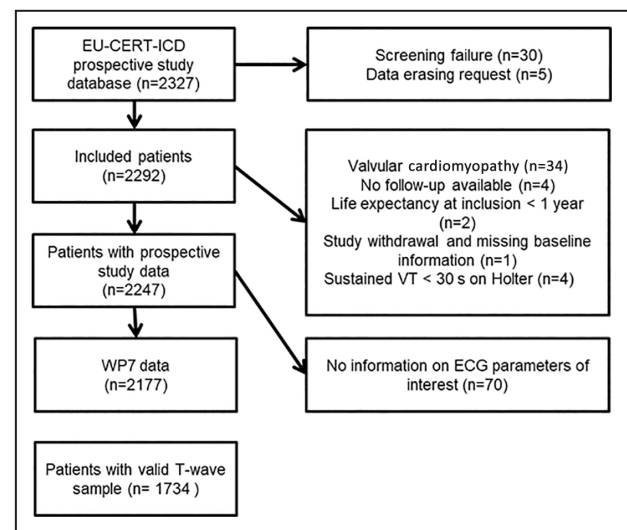 EU-CERT-ICD
prospective study
database (n=2327)
Screening failure (n=30)
Data erasing request (n=5)
Included patients
(n=2292)
Valvular cardiomyopathy (n=34)
No follow-up available (n=4)
Life expectancy at inclusion < 1 year
(n=2)
Study withdrawal and missing baseline
information (n=1)
Sustained VT < 30 s on Holter (n=4)
Patients with prospective
study data
(n=2247)
WP7 data
(n=2177)
No information on ECG parameters of
interest (n=70)
Patients with valid T-wave
sample (n= 1734 )